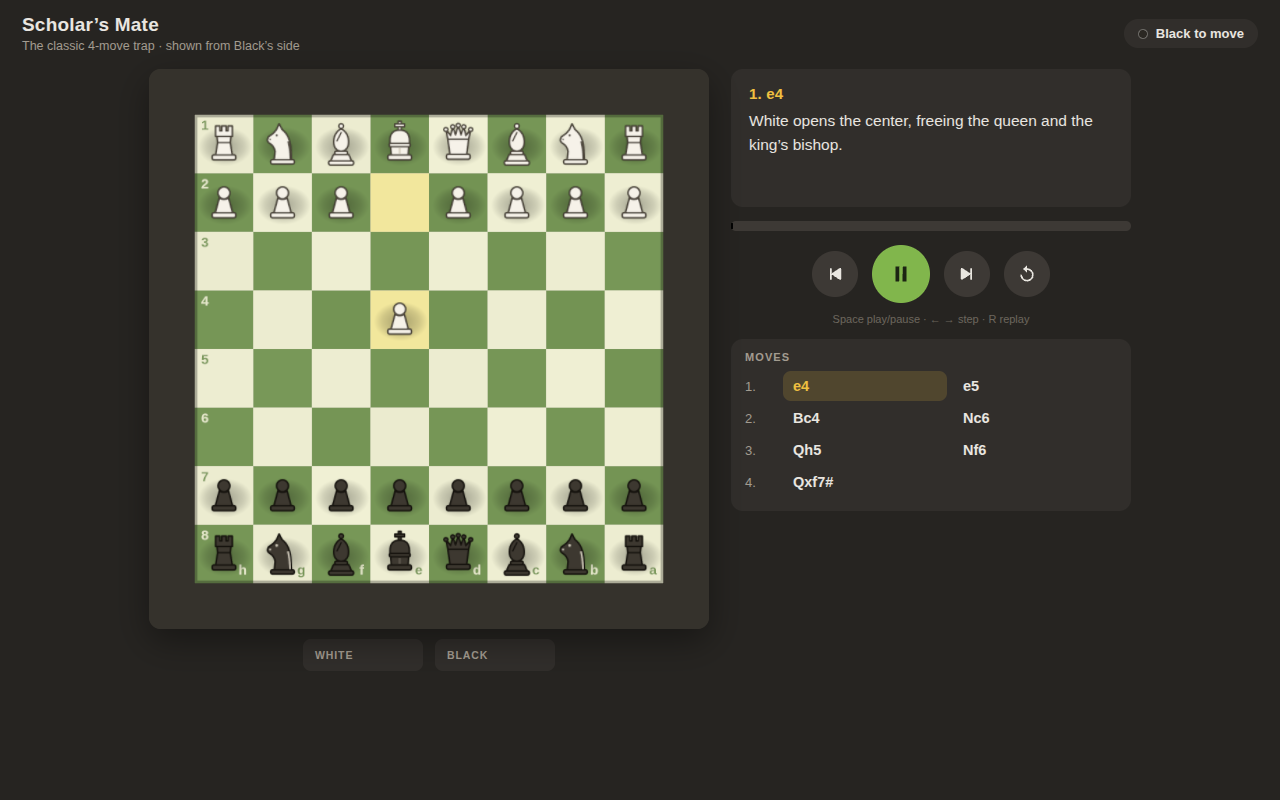 Scholar’s Mate
The classic 4-move trap · shown from Black’s side
Black to move
1
2
3
4
5
6
7
8
h
g
f
e
d
c
b
a
WHITE
BLACK
1. e4
White opens the center, freeing the queen and the
king’s bishop.
Space play/pause · ← → step · R replay
MOVES
1. e4 e5
2. Bc4 Nc6
3. Qh5 Nf6
4. Qxf7#